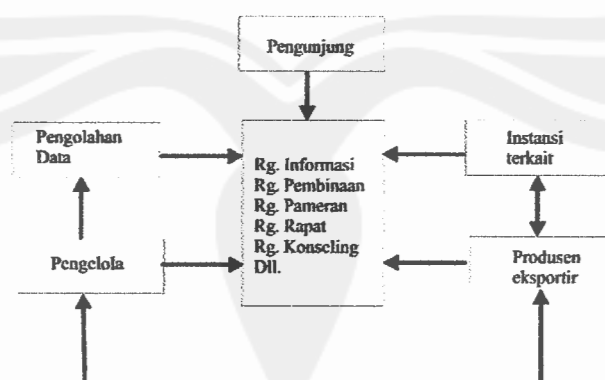 Pengunjung
Pengolahan
Data
Rg. Informasi
Rg. Pembinaan
Rg. Pameran
Rg. Rapat
Rg. Konseling
Dll.
Instansi
terkait
Pengelola
Produsen
eksportir